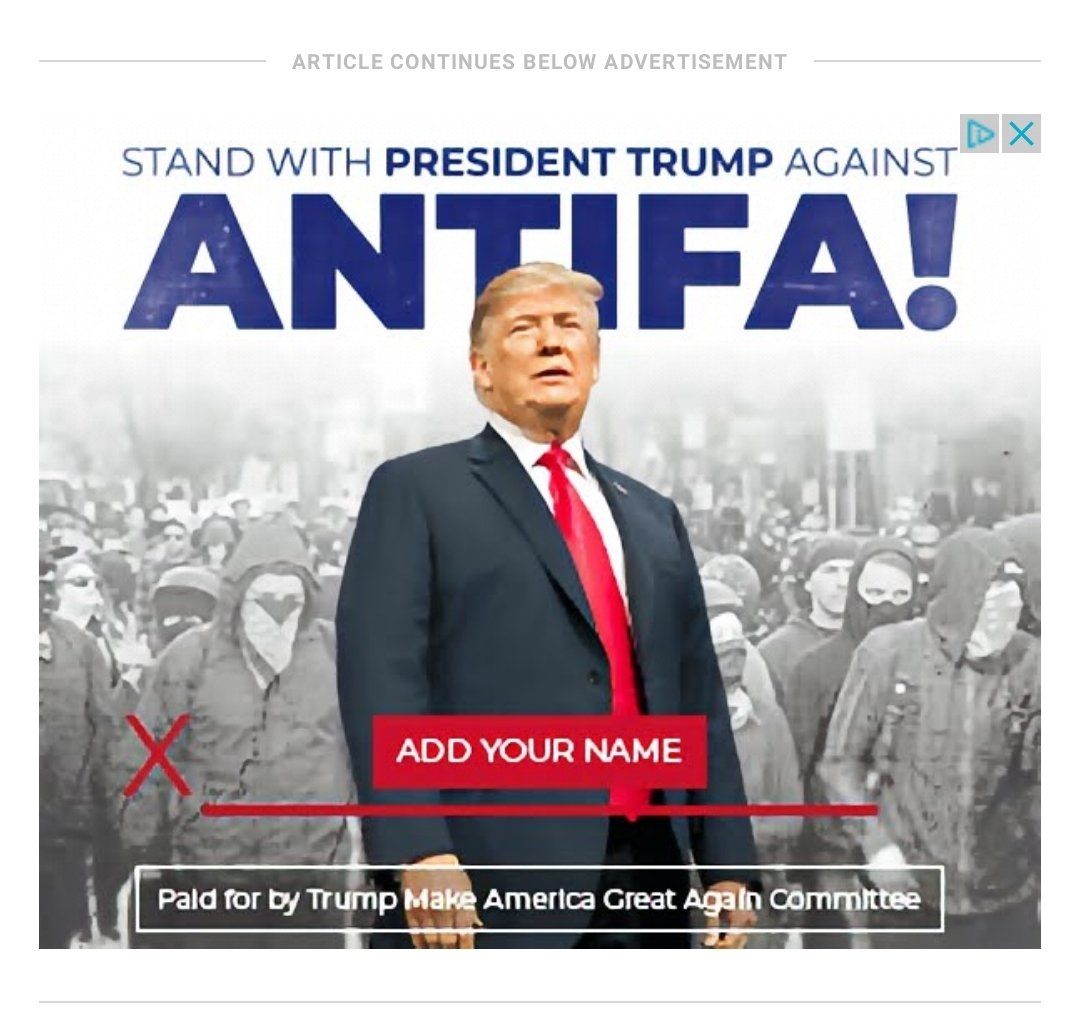 ARTICLE CONTINUES BELOW ADVERTISEMENT
STAND WITH PRESIDENT TRUMP AGAINST
ANTIFA!
X
ADD YOUR NAME
Paid for by Trump Make America Great Again Committee